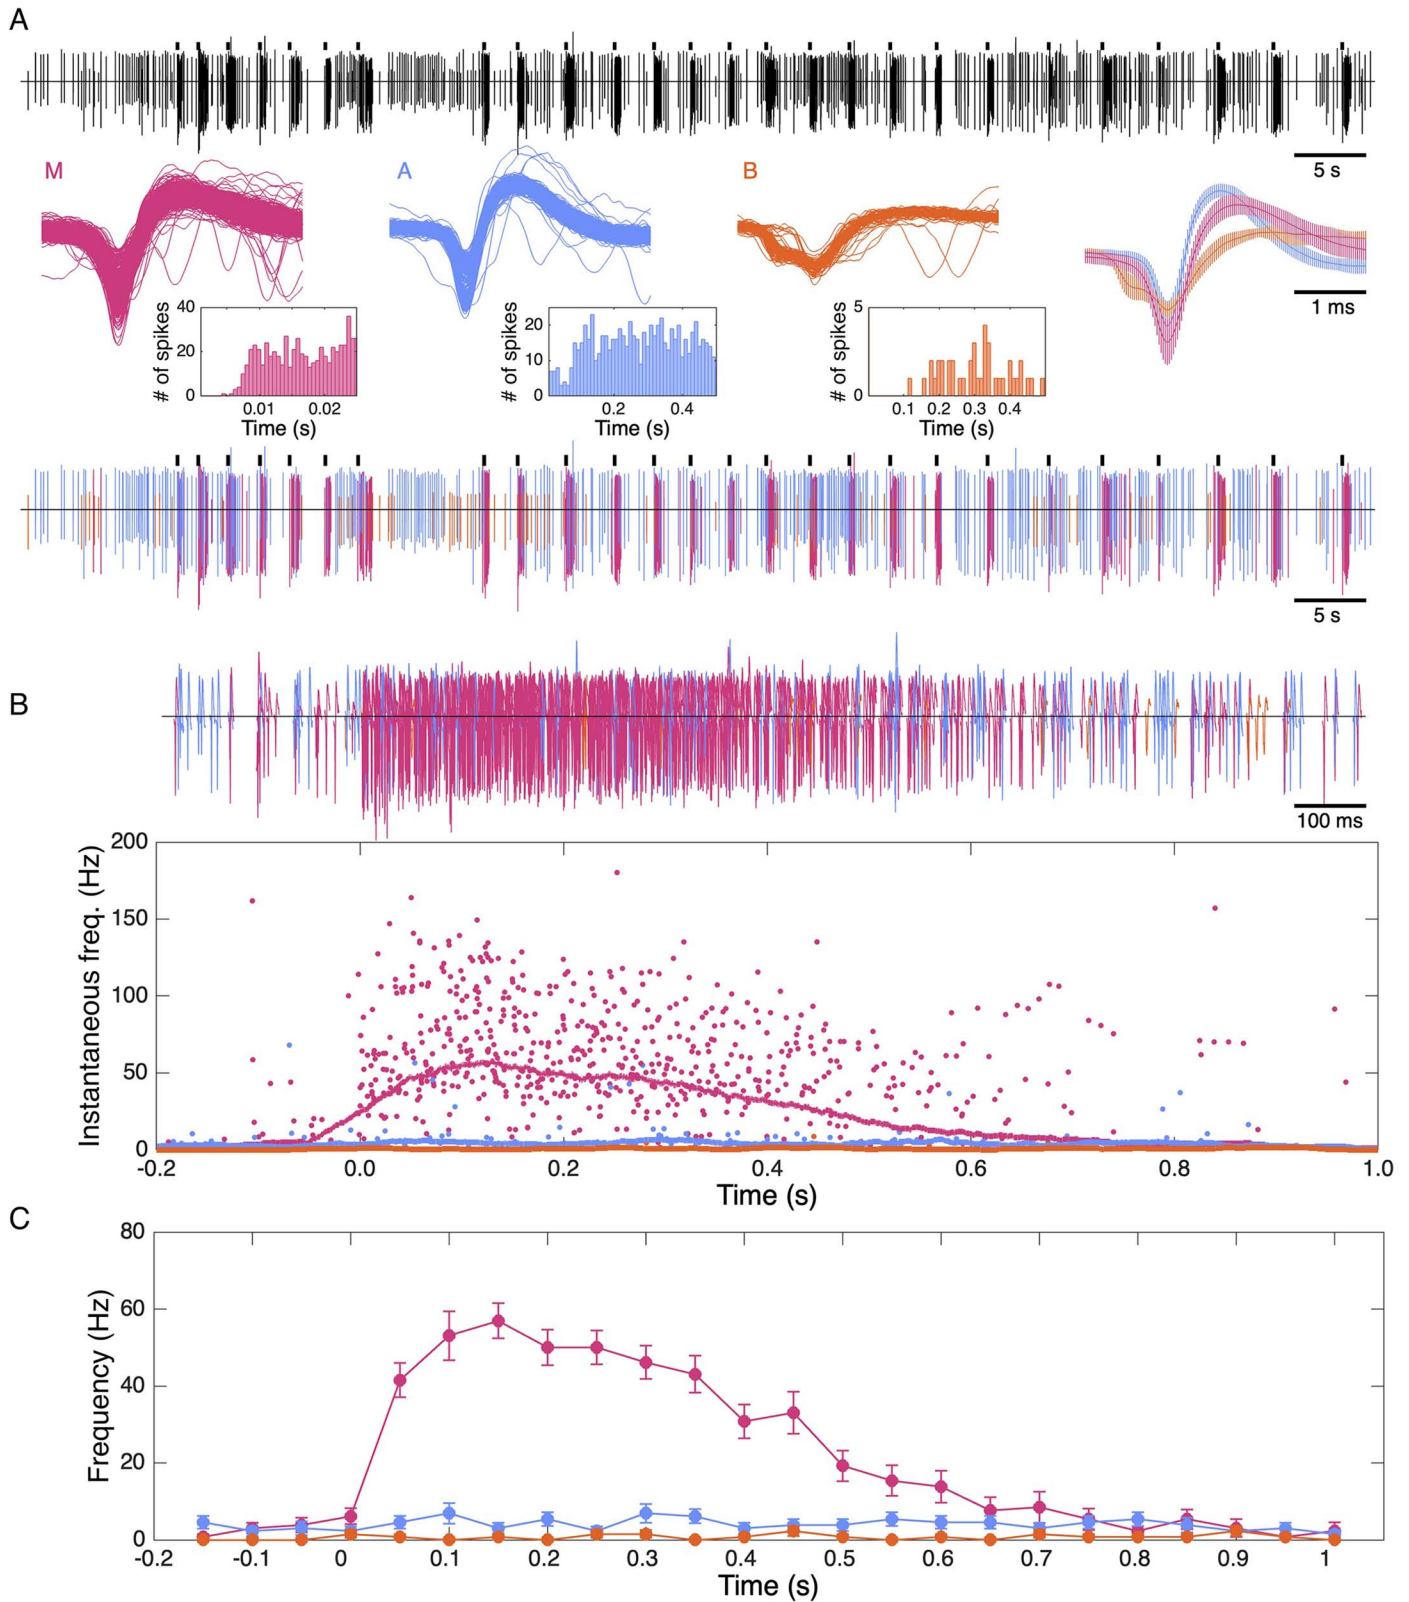 A
5 s
M
A
B
1 ms
# of spikes
40
20
0
0.01
0.02
Time (s)
# of spikes
20
10
0
0.2
0.4
Time (s)
# of spikes
5
0
0.1
0.2
0.3
0.4
Time (s)
5 s
B
100 ms
Instantaneous freq. (Hz)
200
150
100
50
0
-0.2
0.0
0.2
0.4
0.6
0.8
1.0
Time (s)
C
Frequency (Hz)
80
60
40
20
0
-0.2
-0.1
0
0.1
0.2
0.3
0.4
0.5
0.6
0.7
0.8
0.9
1
Time (s)